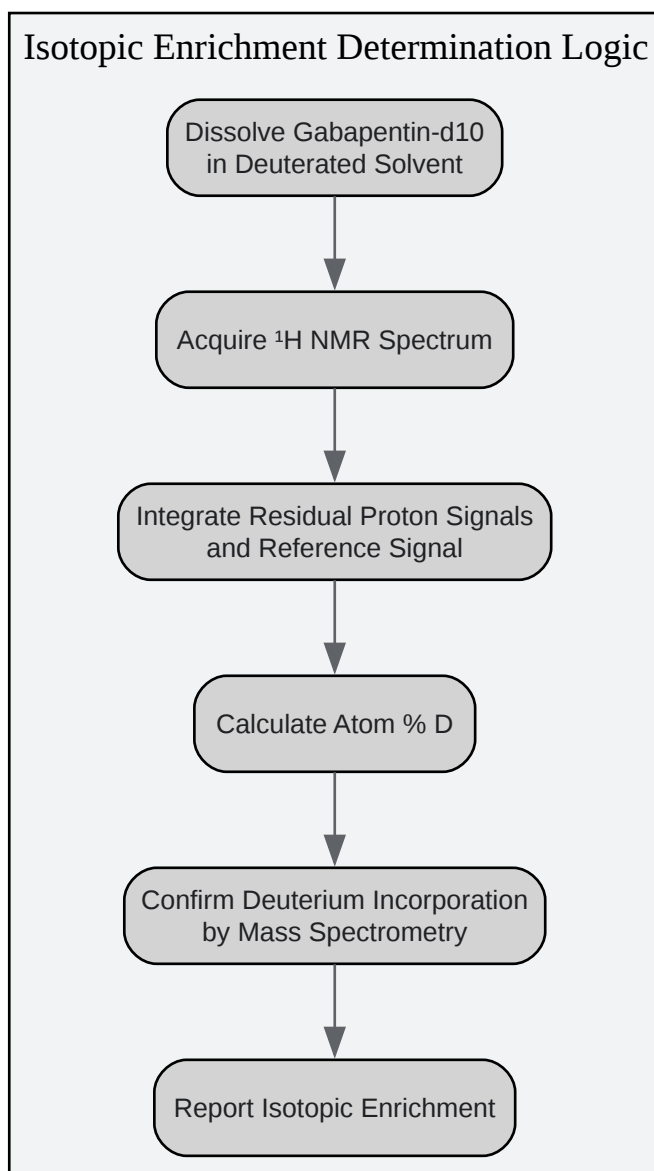 Isotopic Enrichment Determination Logic
Dissolve Gabapentin-d10
in Deuterated Solvent
Acquire ¹H NMR Spectrum
Integrate Residual Proton Signals
and Reference Signal
Calculate Atom % D
Confirm Deuterium Incorporation
by Mass Spectrometry
Report Isotopic Enrichment